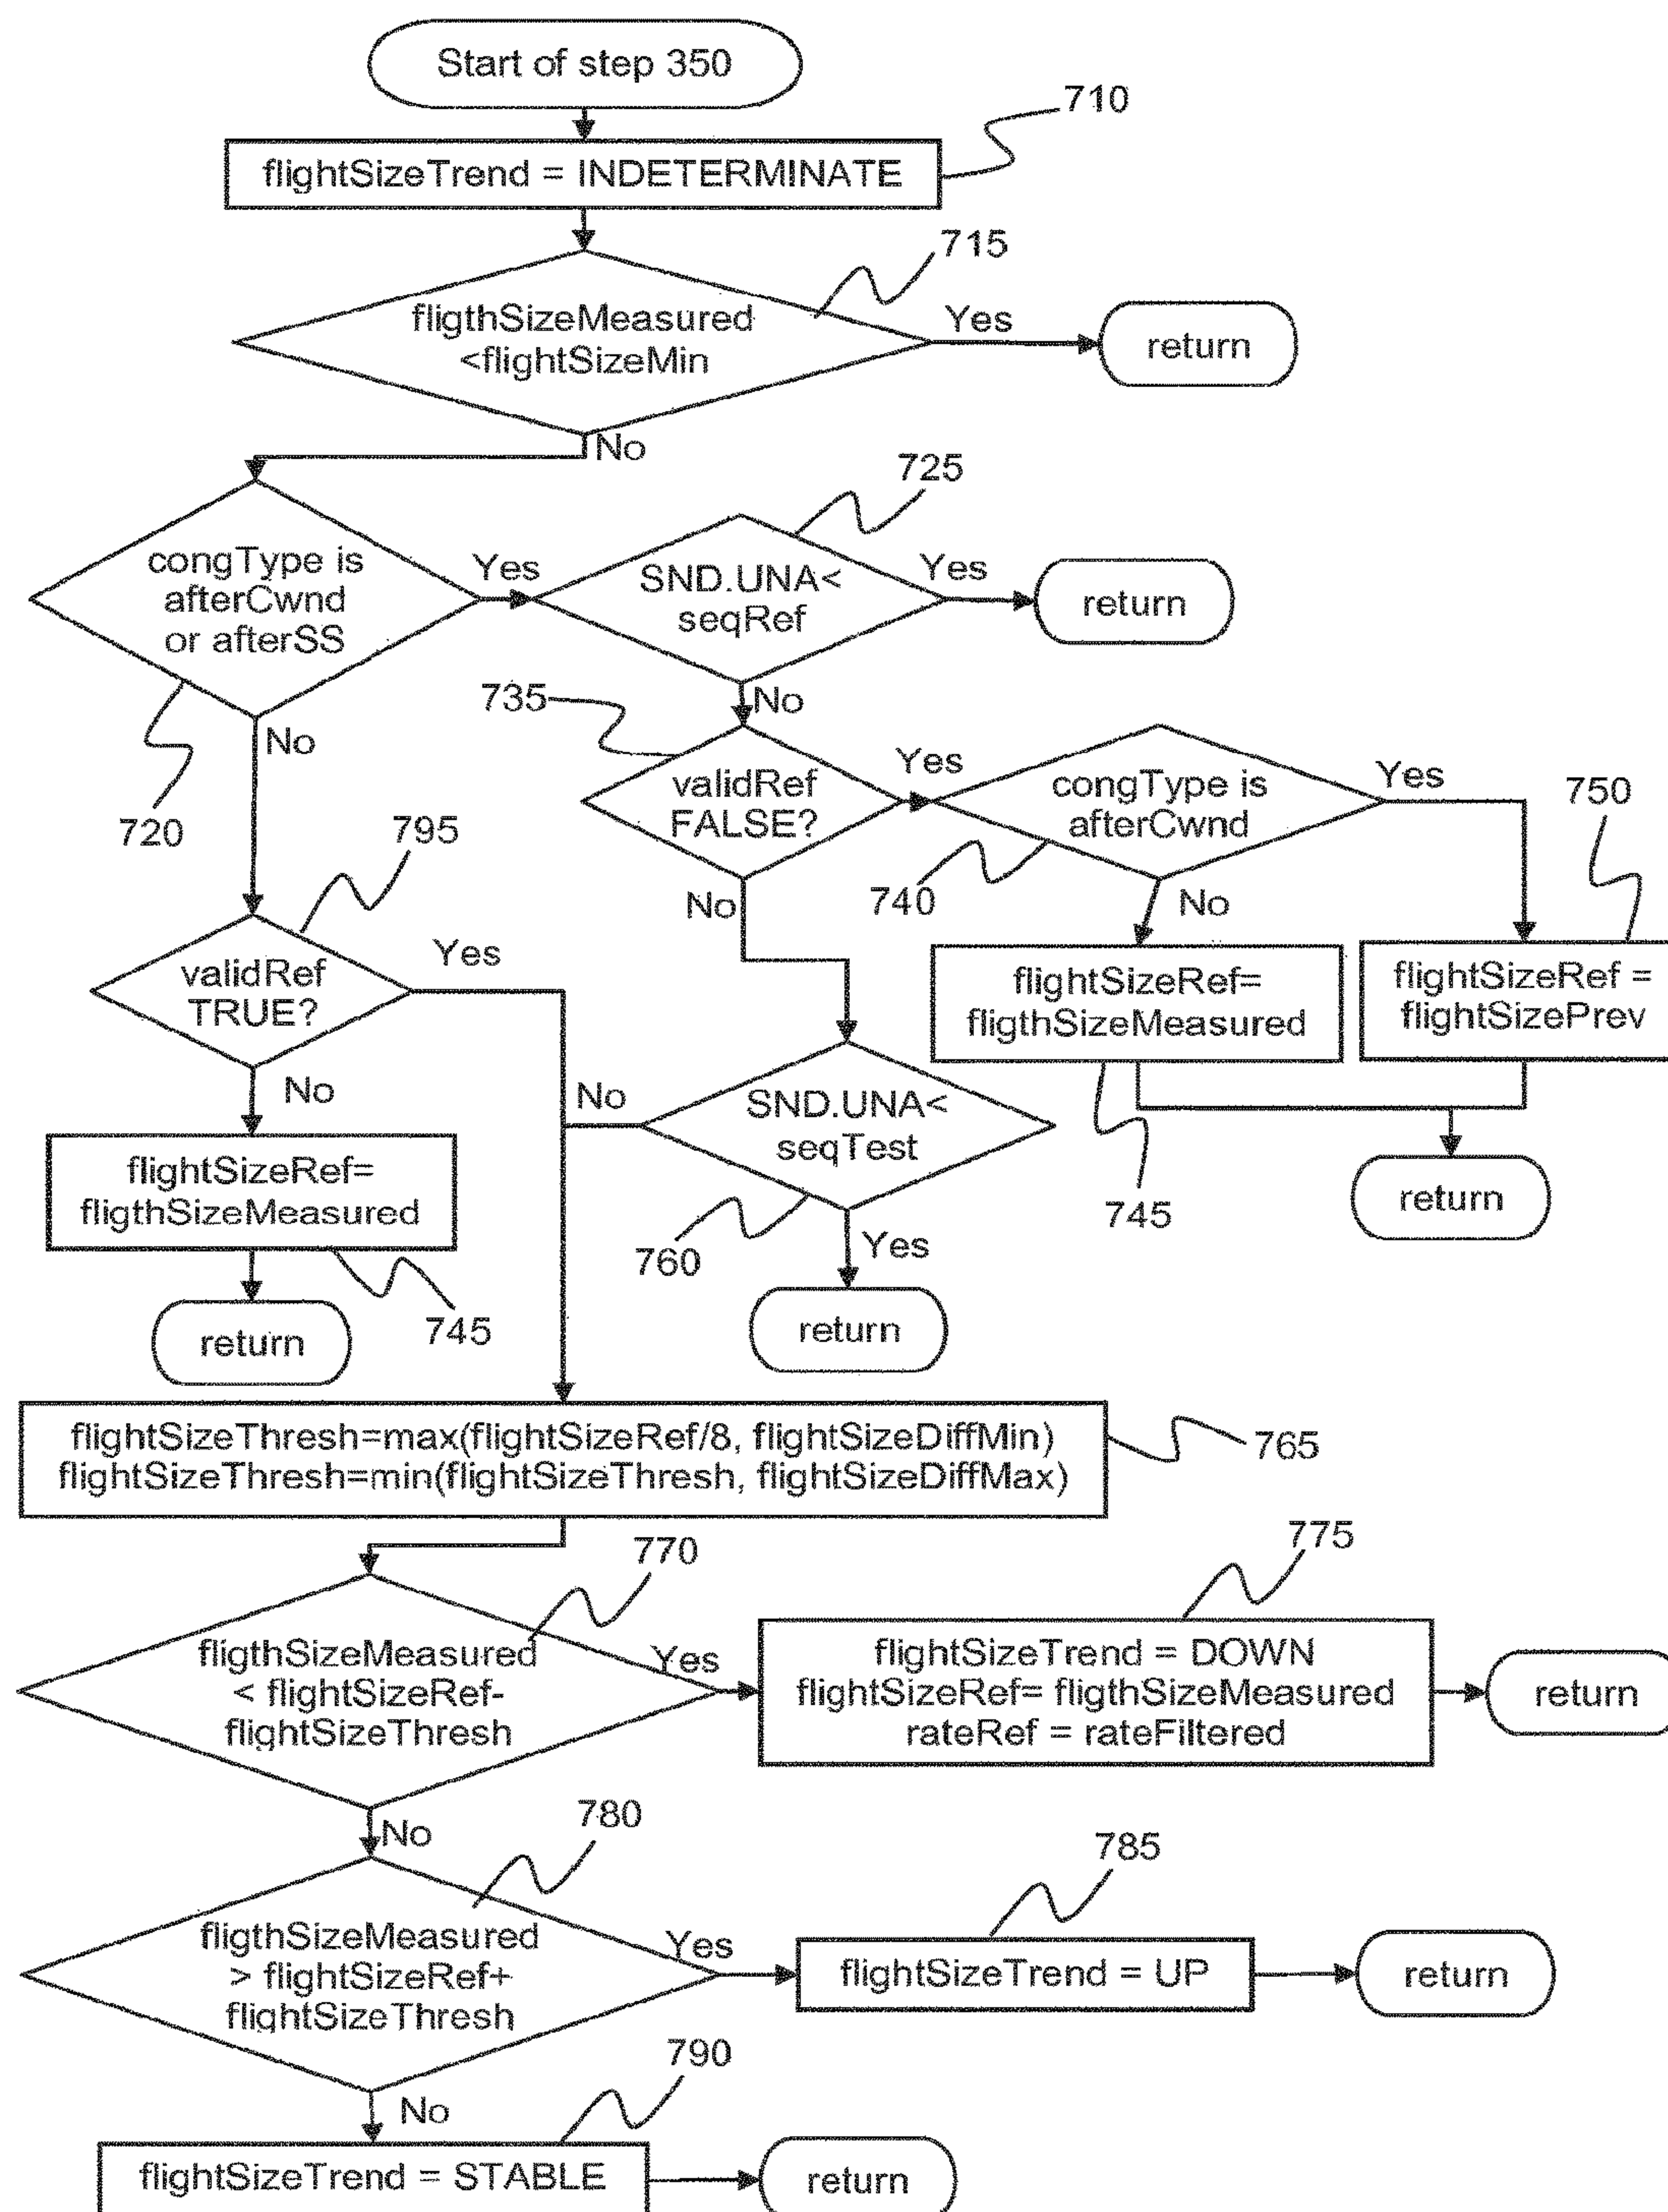 Start of step 350
710
flightSizeTrend = INDETERMINATE
715
fligthSizeMeasured
<flightSizeMin
Yes
return
No
725
congType is
afterCwnd
or afterSS
Yes
SND.UNA<
seqRef
Yes
return
720
No
735
No
validRef
FALSE?
Yes
congType is
afterCwnd
Yes
750
740
No
No
795
validRef
TRUE?
Yes
flightSizeRef=
fligthSizeMeasured
flightSizeRef =
flightSizePrev
745
return
No
flightSizeRef=
fligthSizeMeasured
745
return
No
SND.UNA<
seqTest
760
Yes
return
flightSizeThresh=max(flightSizeRef/8, flightSizeDiffMin)
flightSizeThresh=min(flightSizeThresh, flightSizeDiffMax)
765
770
fligthSizeMeasured
< flightSizeRef-
flightSizeThresh
Yes
775
flightSizeTrend = DOWN
flightSizeRef= fligthSizeMeasured
rateRef = rateFiltered
return
No
780
fligthSizeMeasured
> flightSizeRef+
flightSizeThresh
Yes
785
flightSizeTrend = UP
return
No
790
flightSizeTrend = STABLE
return